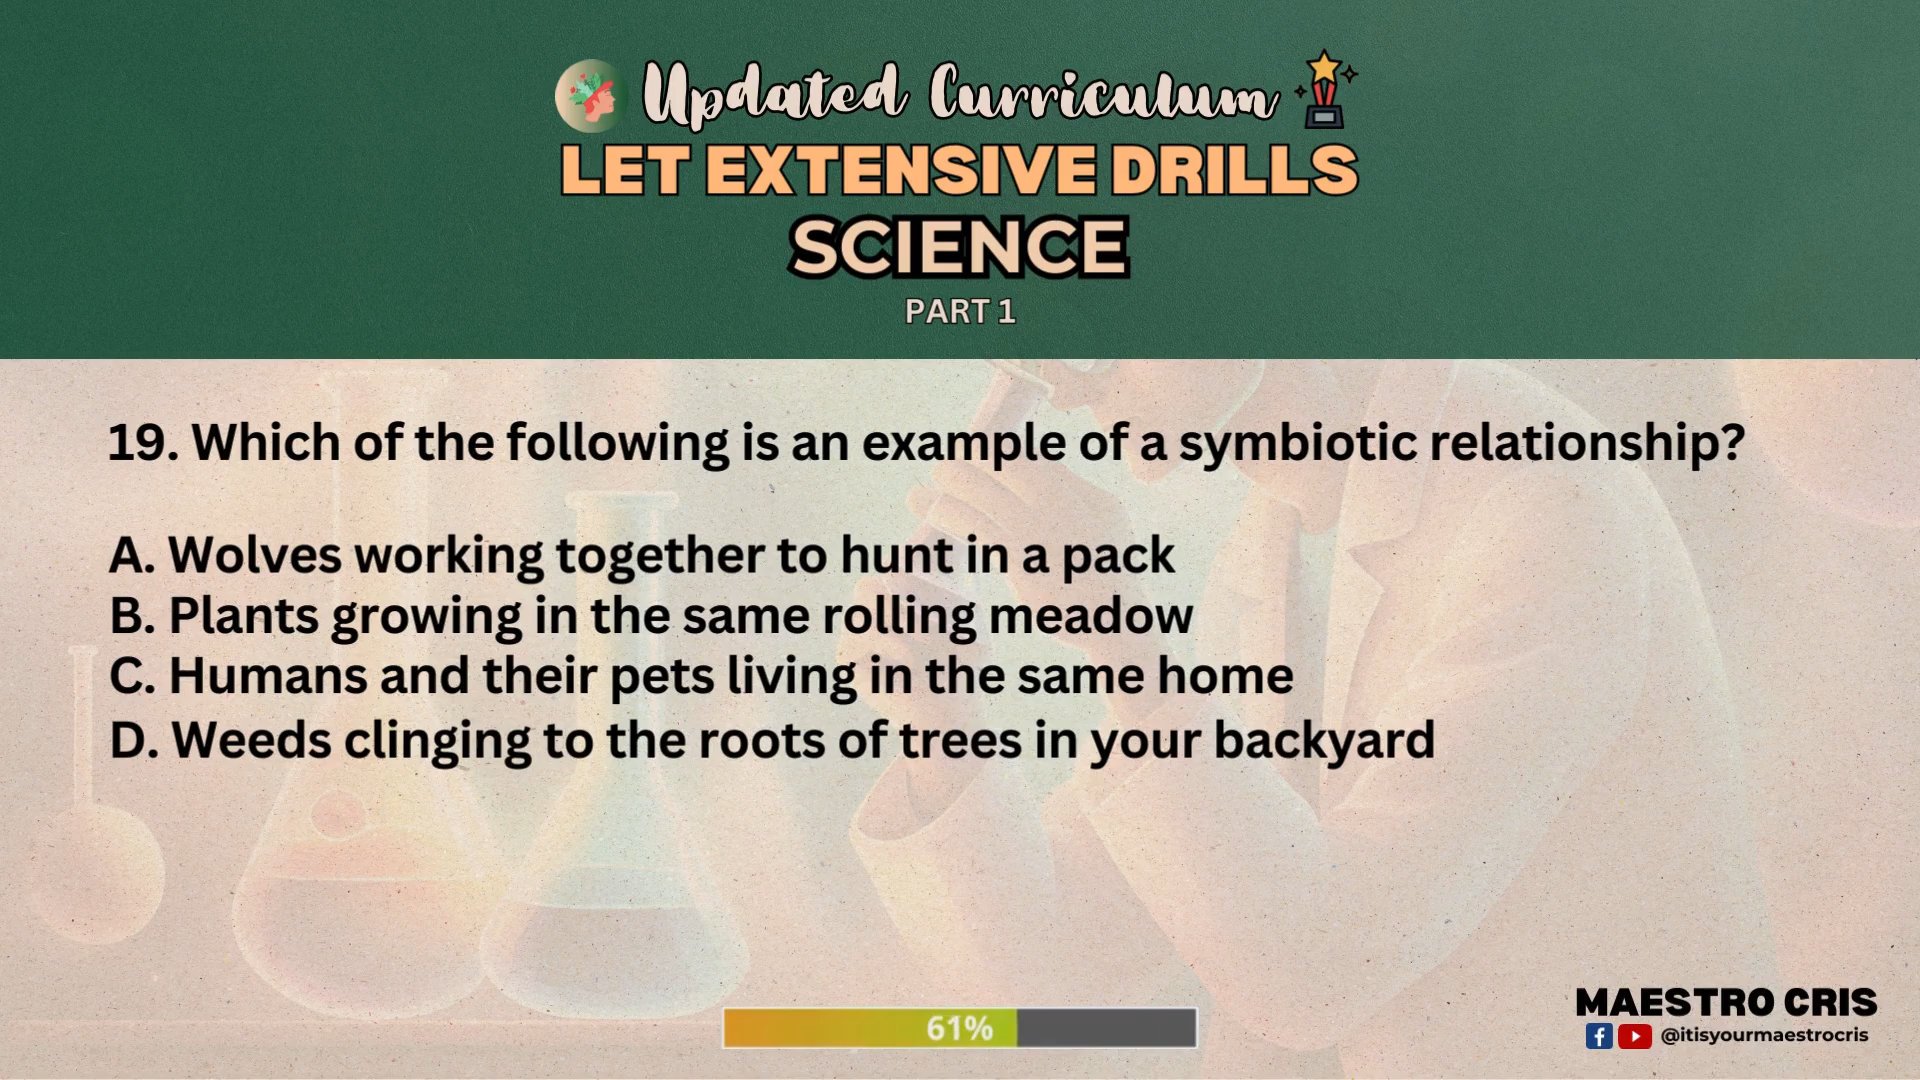 Updated Curriculum
LET EXTENSIVE DRILLS
SCIENCE
PART 1
19. Which of the following is an example of a symbiotic relationship?
A. Wolves working together to hunt in a pack
B. Plants growing in the same rolling meadow
C. Humans and their pets living in the same home
D. Weeds clinging to the roots of trees in your backyard
61%
MAESTRO CRIS
@itisyourmaestrocris